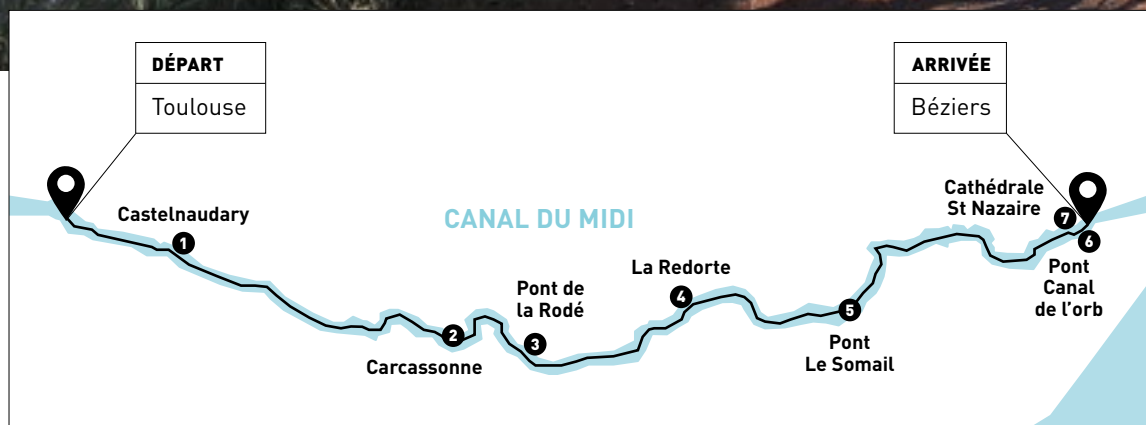 DÉPART
Toulouse
ARRIVÉE
Béziers
Castelnaudary
1
CANAL DU MIDI
Cathédrale
St Nazaire
7
6
Pont
Canal
de l’orb
La Redorte
4
Pont de
la Rodé
3
2
Carcassonne
5
Pont
Le Somail